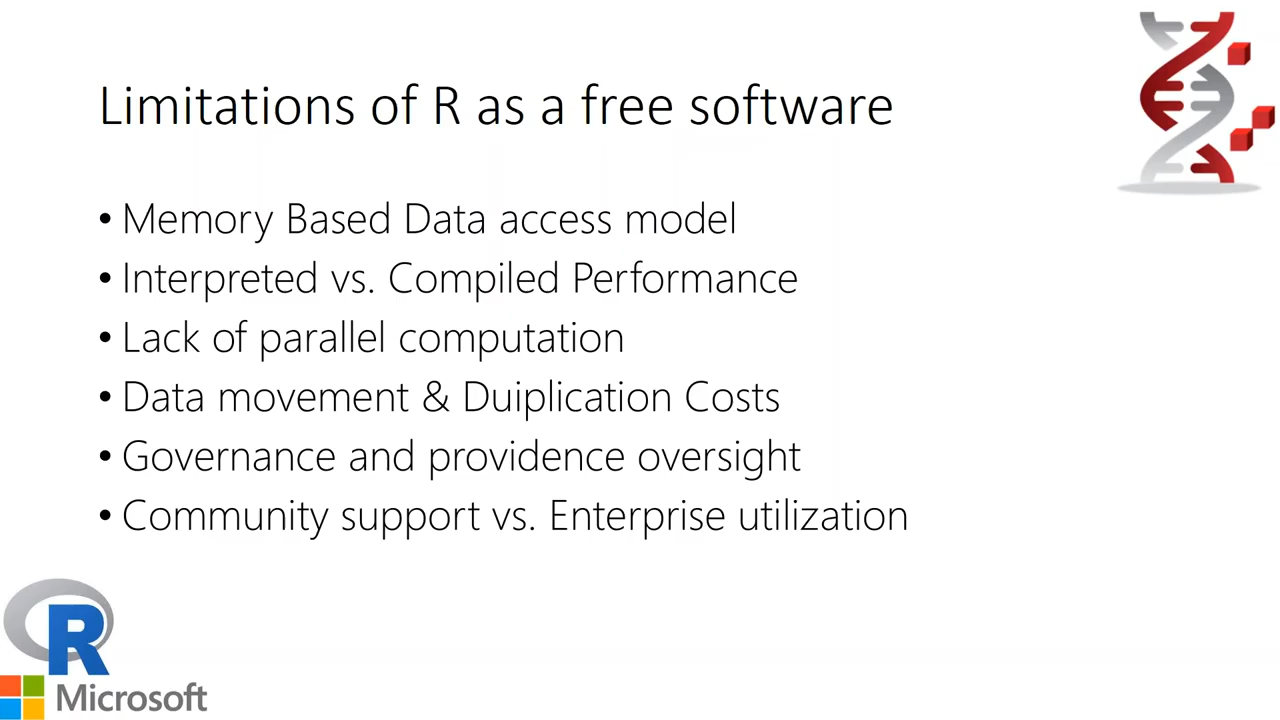 Limitations of R as a free software
• Memory Based Data access model
• Interpreted vs. Compiled Performance
• Lack of parallel computation
• Data movement & Duiplication Costs
• Governance and providence oversight
• Community support vs. Enterprise utilization
R
Microsoft